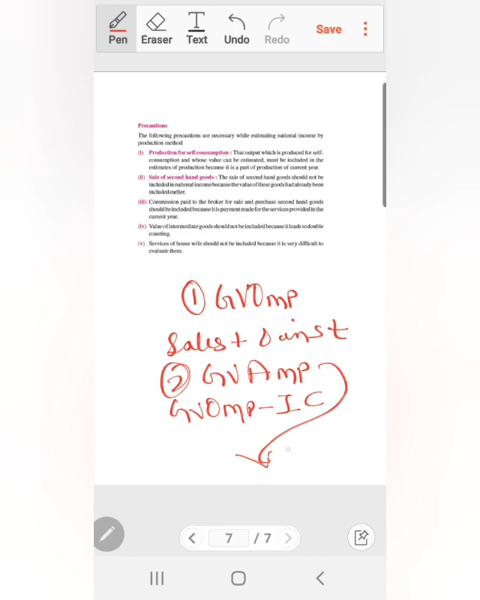 Pen Eraser Text Undo Redo Save
Precautions
The following precautions are necessary while estimating national income by
production method
(i) Production for self consumption : That output which is produced for self-
consumption and whose value can be estimated, must be included in the
estimates of production because it is a part of production of current year.
(ii) Sale of second hand goods : The sale of second hand goods should not be
included in national income because the value of these goods had already been
included earlier.
(iii) Commission paid to the broker for sale and purchase second hand goods
should be included because it is payment made for the services provided in the
current year.
(iv) Value of intermediate goods should not be included because it leads to double
counting.
(v) Services of house wife should not be included because it is very difficult to
evaluate them.
① GVOmp
Sales +
② GVAmp
GVOmp - IC
7 / 7